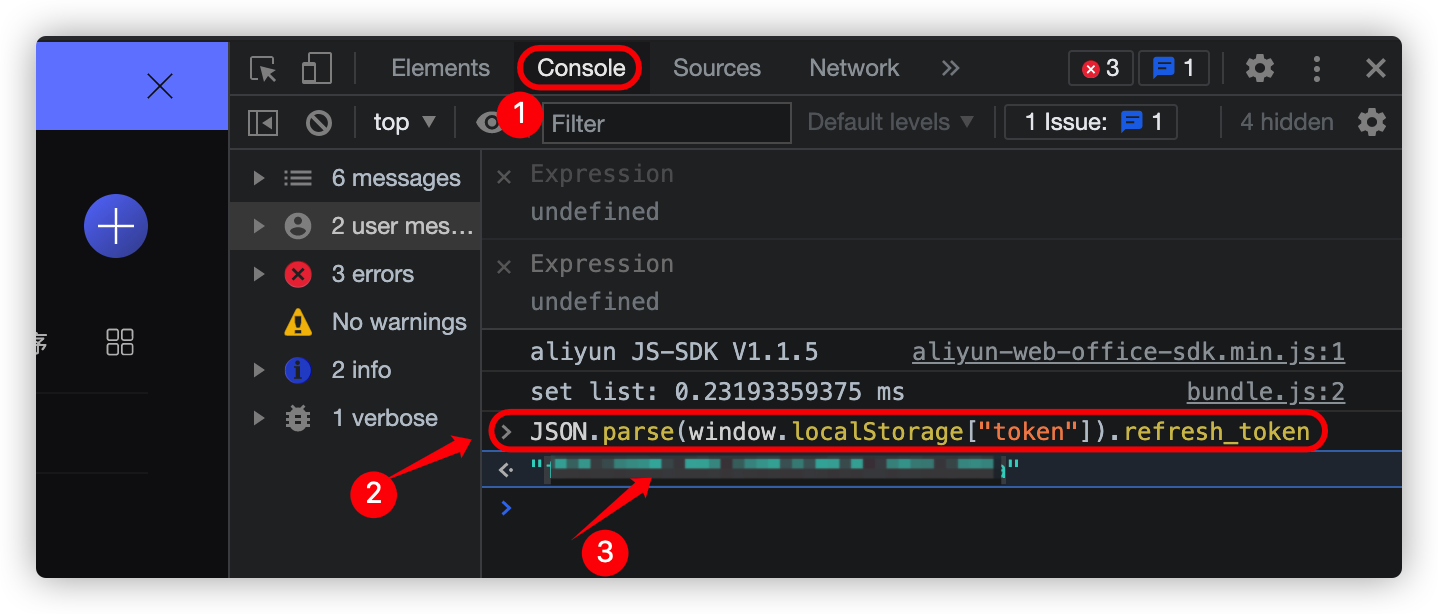 Elements Console Sources Network » 3 1
1
top Filter Default levels 1 Issue: 1 4 hidden
6 messages
2 user mes…
3 errors
No warnings
2 info
1 verbose
序
Expression
undefined
Expression
undefined
aliyun JS-SDK V1.1.5 aliyun-web-office-sdk.min.js:1
set list: 0.23193359375 ms bundle.js:2
JSON.parse(window.localStorage["token"]).refresh_token
2
3